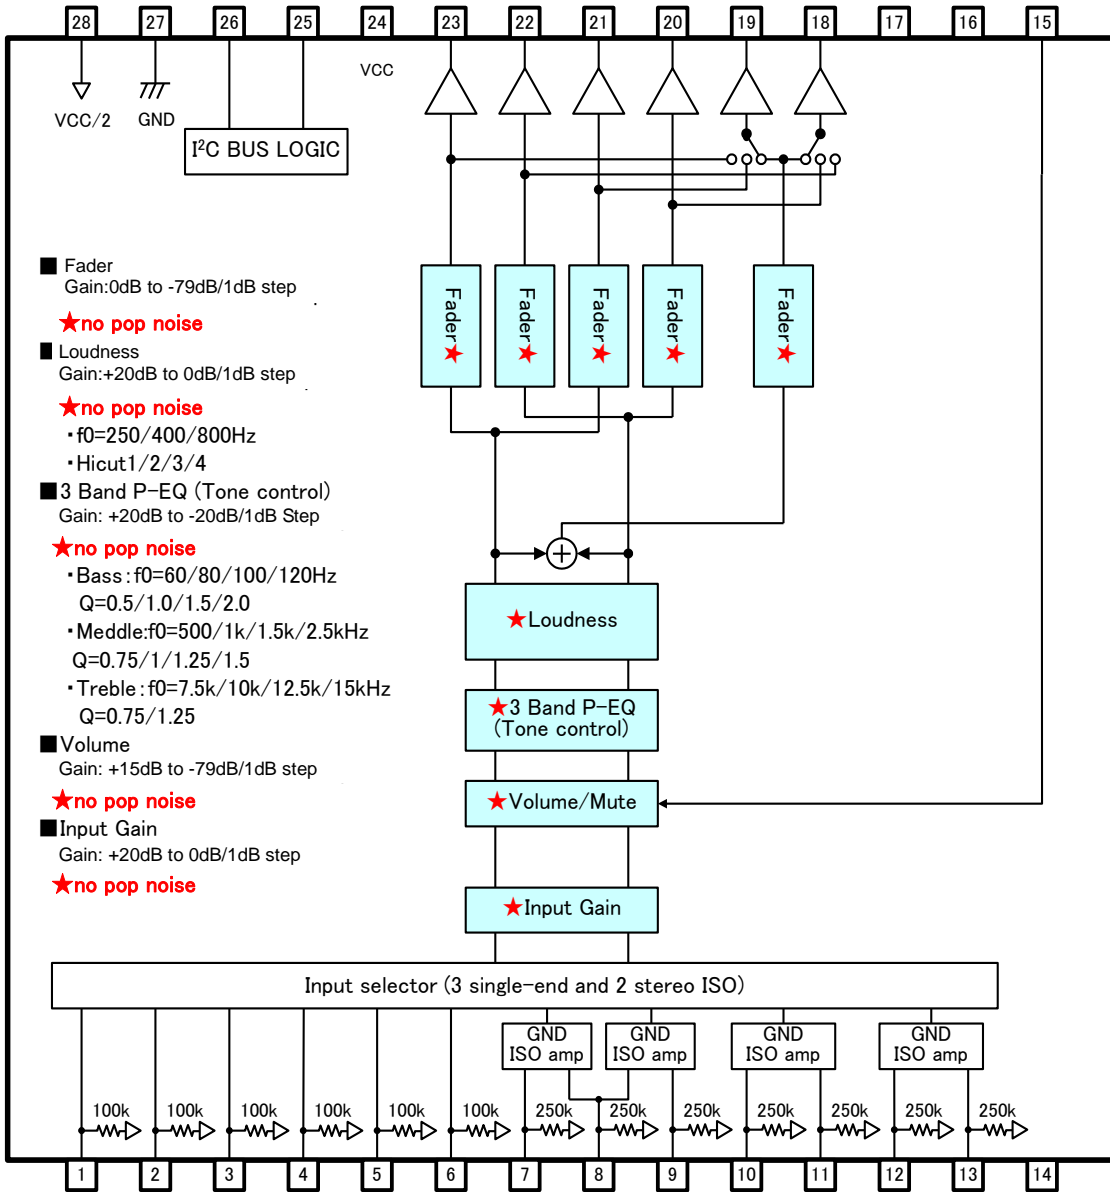 28 27 26 25 24 23 22 21 20 19 18 17 16 15
VCC
VCC/2 GND
I²C BUS LOGIC
■ Fader
Gain:0dB to -79dB/1dB step
★no pop noise
■ Loudness
Gain:+20dB to 0dB/1dB step
★no pop noise
・f0=250/400/800Hz
・Hicut1/2/3/4
■3 Band P-EQ (Tone control)
Gain: +20dB to -20dB/1dB Step
★no pop noise
・Bass:f0=60/80/100/120Hz
Q=0.5/1.0/1.5/2.0
・Meddle:f0=500/1k/1.5k/2.5kHz
Q=0.75/1/1.25/1.5
・Treble:f0=7.5k/10k/12.5k/15kHz
Q=0.75/1.25
■Volume
Gain: +15dB to -79dB/1dB step
★no pop noise
■Input Gain
Gain: +20dB to 0dB/1dB step
★no pop noise
Fader★
Fader★
Fader★
Fader★
Fader★
★Loudness
★3 Band P-EQ
(Tone control)
★Volume/Mute
★Input Gain
Input selector (3 single-end and 2 stereo ISO)
GND
ISO amp
GND
ISO amp
GND
ISO amp
GND
ISO amp
100k 100k 100k 100k 100k 100k 250k 250k 250k 250k 250k 250k 250k
1 2 3 4 5 6 7 8 9 10 11 12 13 14